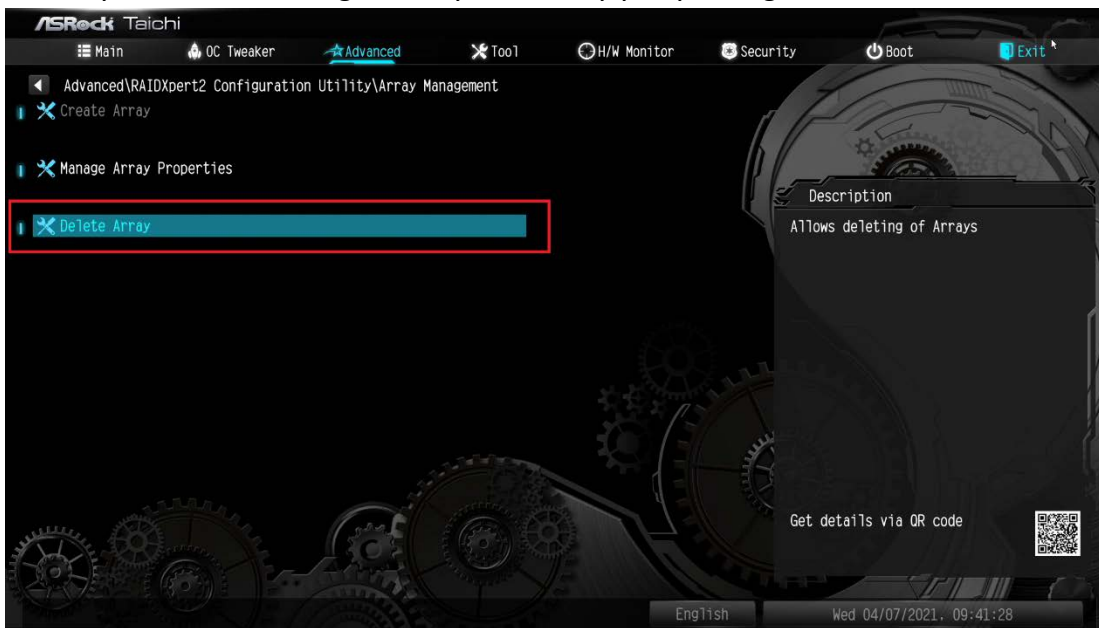 ASRock Taichi
Main OC Tweaker Advanced Tool H/W Monitor Security Boot Exit
Advanced\RAIDXpert2 Configuration Utility\Array Management
Create Array
Manage Array Properties
Description
Delete Array
Allows deleting of Arrays
Get details via QR code
English Wed 04/07/2021. 09:41:28